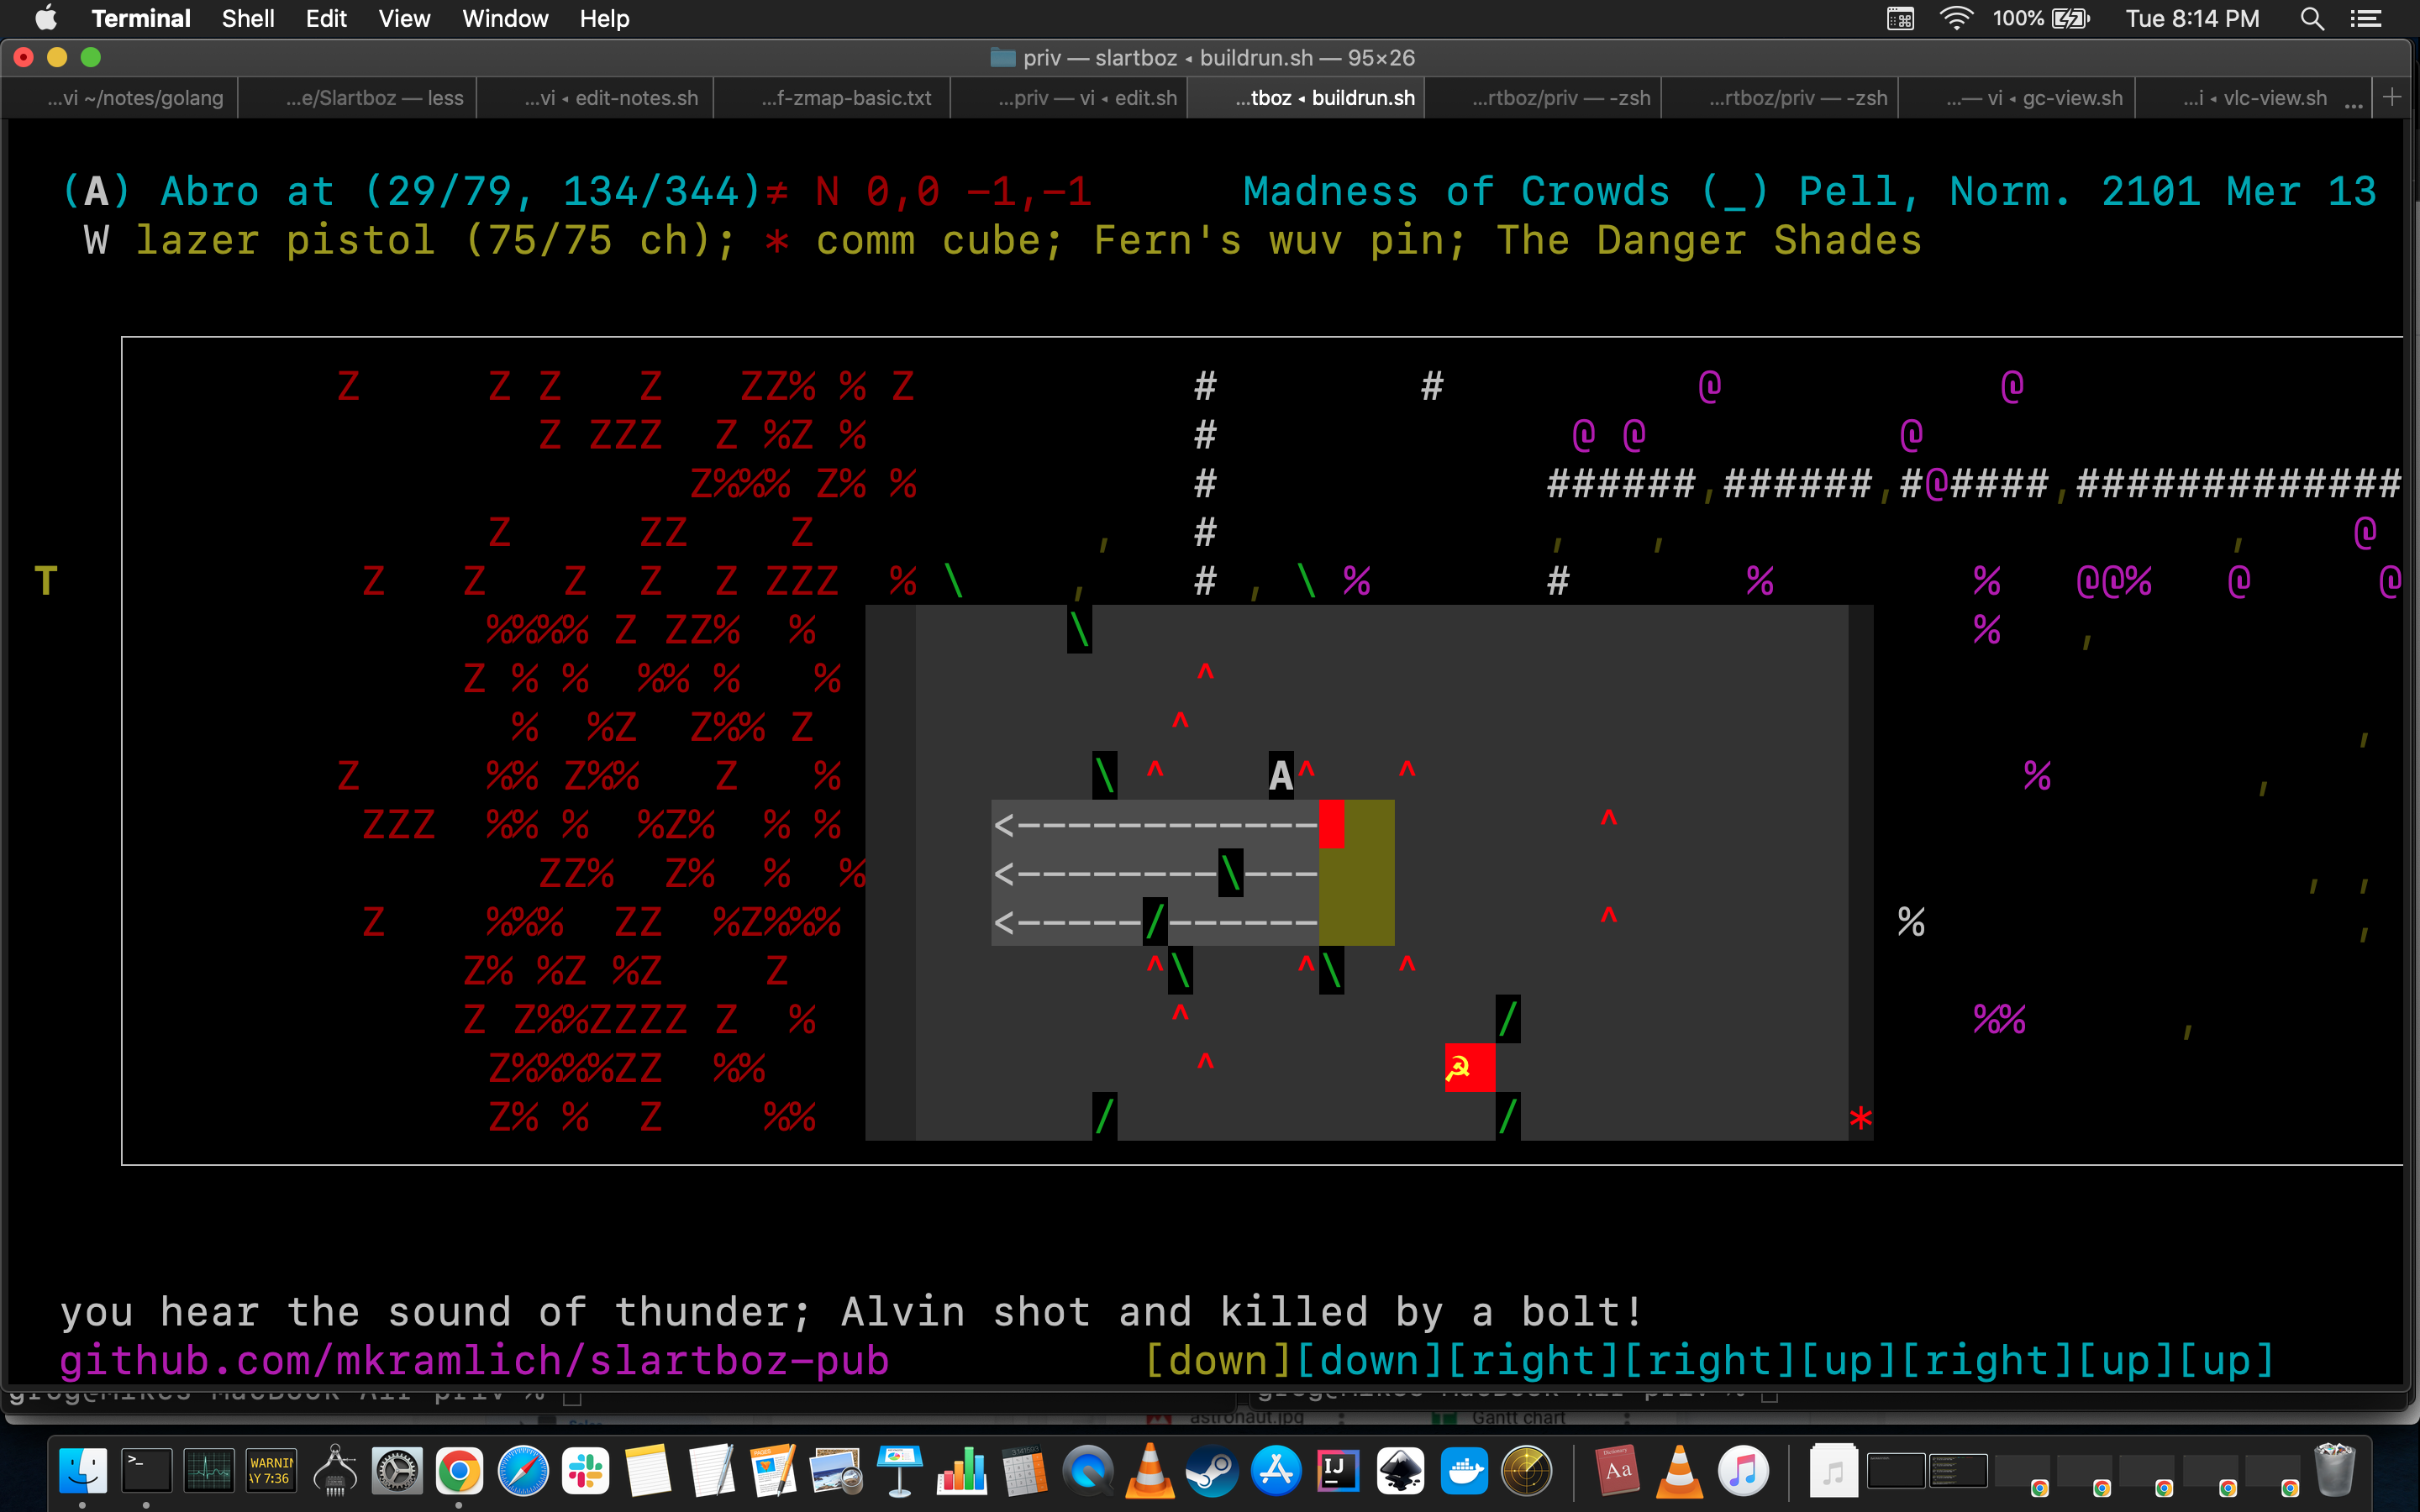 Terminal Shell Edit View Window Help 100% Tue 8:14 PM
priv — slartboz ◂ buildrun.sh — 95×26
...vi ~/notes/golang ...e/Slartboz — less ...vi ◂ edit-notes.sh ...f-zmap-basic.txt ...priv — vi ◂ edit.sh ...tboz ◂ buildrun.sh ...rtboz/priv — -zsh ...rtboz/priv — -zsh ...— vi ◂ gc-view.sh ...i ◂ vlc-view.sh ... +
(A) Abro at (29/79, 134/344)≠ N 0,0 −1,−1 Madness of Crowds (_) Pell, Norm. 2101 Mer 13
W lazer pistol (75/75 ch); * comm cube; Fern's wuv pin; The Danger Shades
Z Z Z Z ZZ% % Z # # @ @
Z ZZZ Z %Z % # @ @ @
Z%%% Z% % # ######,######,#@####,#############
Z ZZ Z , # , , , @
T Z Z Z Z Z ZZZ % \ , # , \ % # % % @@% @ @
%%%% Z ZZ% % \ % ,
Z % % %% % % ^
% %Z Z%% Z ^ ,
Z %% Z%% Z % \ ^ A^ ^ % ,
ZZZ %% % %Z% % % <------------ ^
ZZ% Z% % % <--------\---- , ,
Z %%% ZZ %Z%%% <-----/------ ^ % ,
Z% %Z %Z Z ^\ ^\ ^
Z Z%%ZZZZ Z % ^ / %% ,
Z%%%%ZZ %% ^ ☭
Z% % Z %% / / *
you hear the sound of thunder; Alvin shot and killed by a bolt!
github.com/mkramlich/slartboz-pub [down][down][right][right][up][right][up][up]
astronaut.jpg Gantt chart